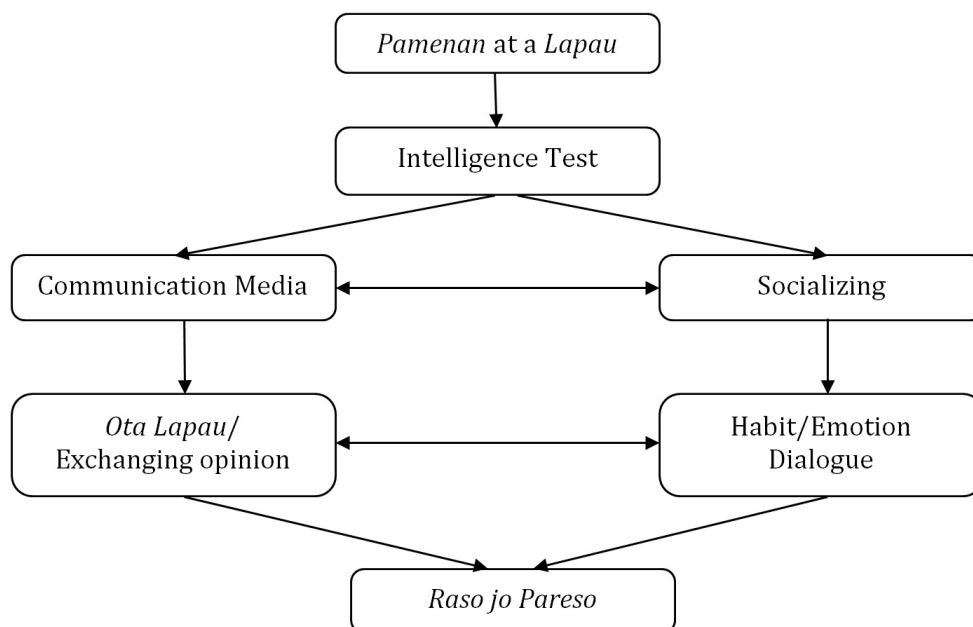 Pamenan at a Lapau
Intelligence Test
Communication Media
Socializing
Ota Lapau/
Exchanging opinion
Habit/Emotion
Dialogue
Raso jo Pareso